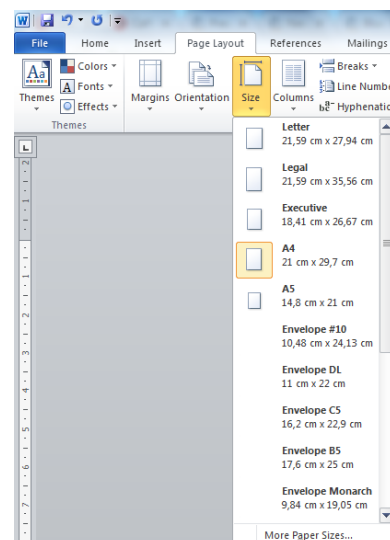 File Home Insert Page Layout References Mailings
Colors
Fonts
Effects
Themes
Margins Orientation Size Columns
Breaks
Line Numbe
Hyphenatic
Themes
Letter
21,59 cm x 27,94 cm
Legal
21,59 cm x 35,56 cm
Executive
18,41 cm x 26,67 cm
A4
21 cm x 29,7 cm
A5
14,8 cm x 21 cm
Envelope #10
10,48 cm x 24,13 cm
Envelope DL
11 cm x 22 cm
Envelope C5
16,2 cm x 22,9 cm
Envelope B5
17,6 cm x 25 cm
Envelope Monarch
9,84 cm x 19,05 cm
More Paper Sizes...